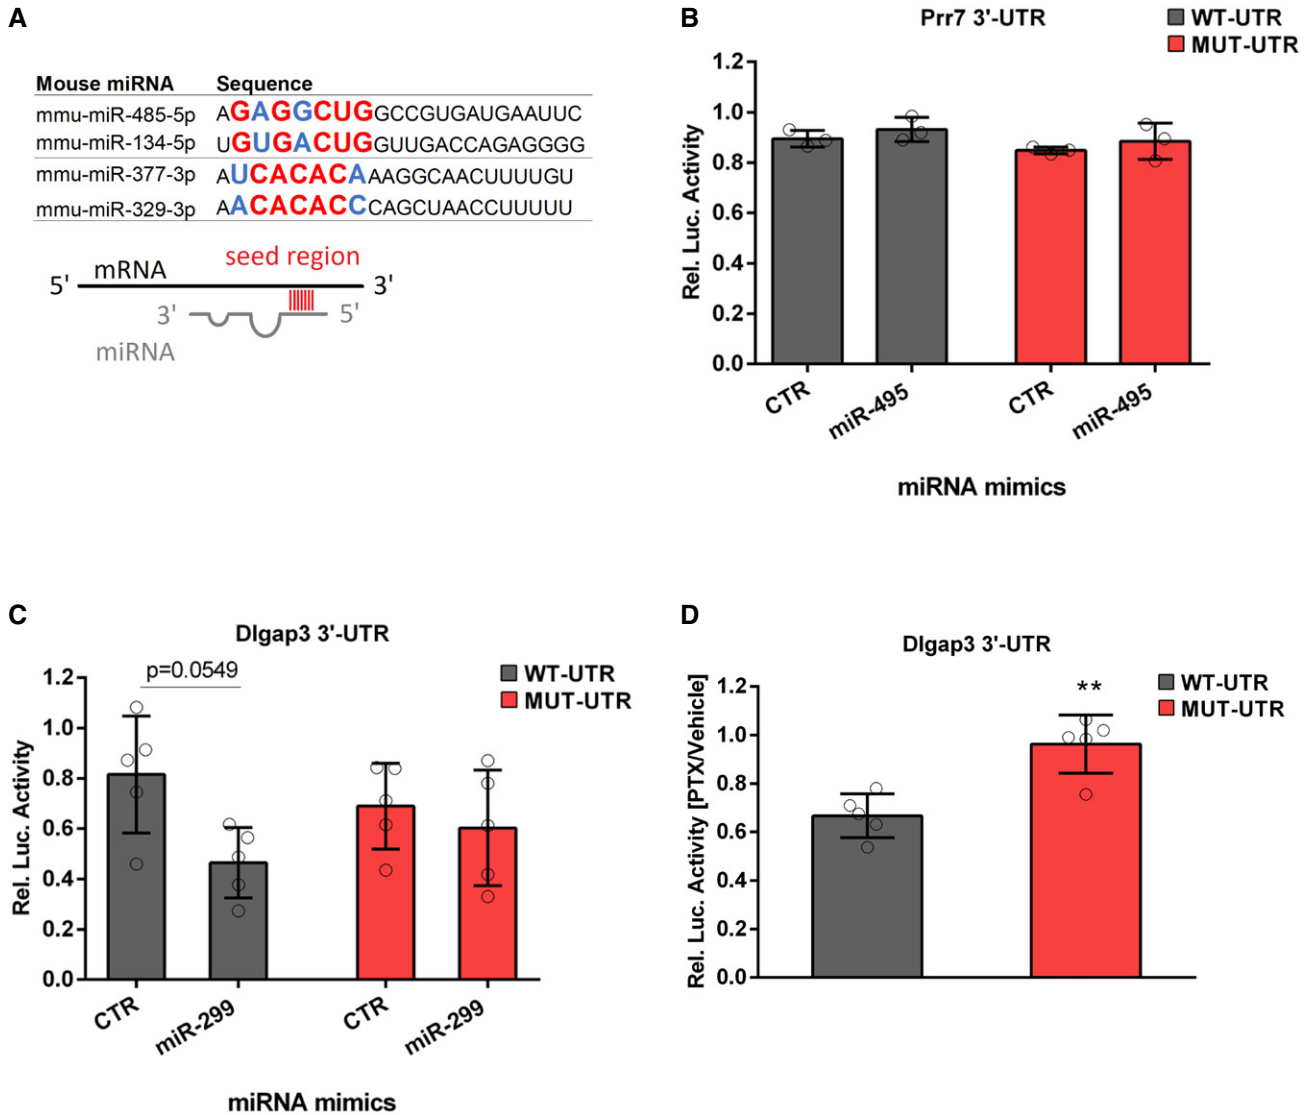 A
Mouse miRNA Sequence
mmu-miR-485-5p AGAGGCUGGCCGUGAUGAAUUC
mmu-miR-134-5p UGUGACUGGUUGACCAGAGGGG
mmu-miR-377-3p AUCACACAAAGGCAACUUUUGU
mmu-miR-329-3p AACACACCCAGCUAACCUUUUU
seed region
5' mRNA 3'
3' 5'
miRNA
B
Prr7 3'-UTR
WT-UTR
MUT-UTR
Rel. Luc. Activity
1.2
1.0
0.8
0.6
0.4
0.2
0.0
CTR miR-495 CTR miR-495
miRNA mimics
C
Dlgap3 3'-UTR
p=0.0549
WT-UTR
MUT-UTR
Rel. Luc. Activity
1.2
1.0
0.8
0.6
0.4
0.2
0.0
CTR miR-299 CTR miR-299
miRNA mimics
D
Dlgap3 3'-UTR
WT-UTR
MUT-UTR
**
Rel. Luc. Activity [PTX/Vehicle]
1.2
1.0
0.8
0.6
0.4
0.2
0.0